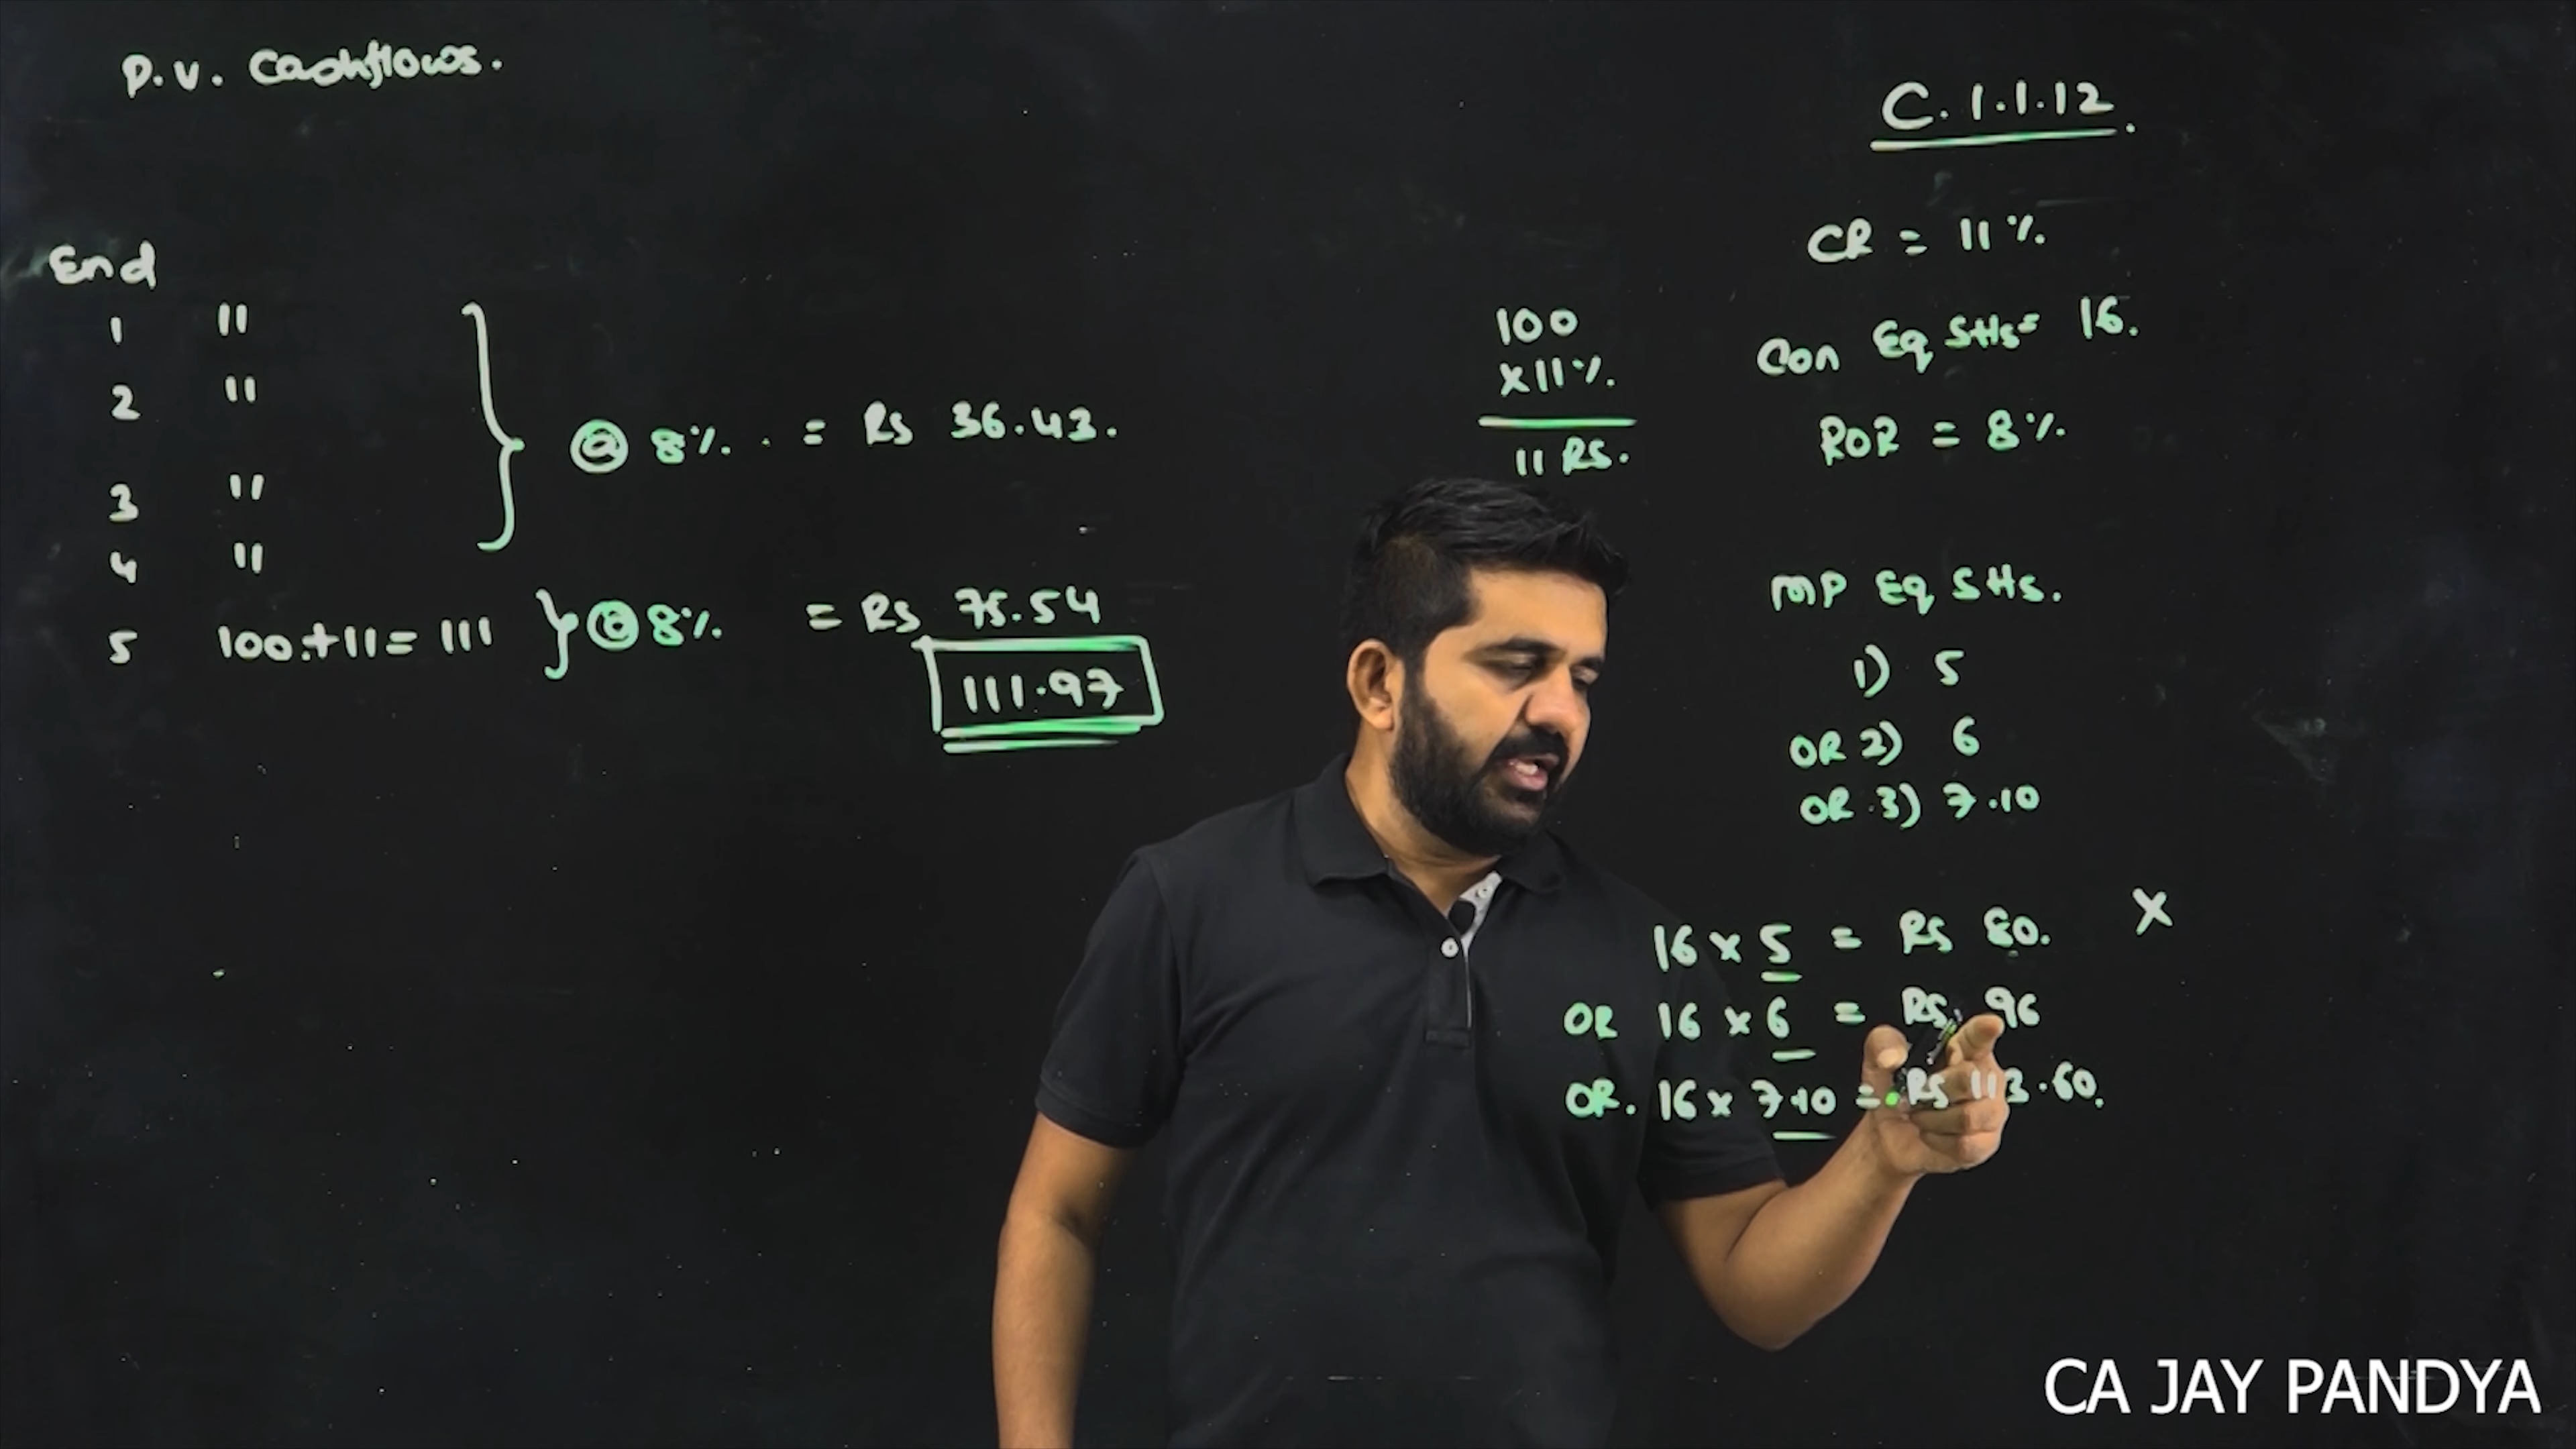 P.V. Cashflows.
End
1 11
2 11
3 11
4 11
@ 8% . = Rs 36.43.
5 100.+11= 111 @ 8% = Rs 75.54
111.97
C. 1.1.12.
CR = 11%.
100
x11%.
11 RS.
Con Eq SHs= 16.
ROR = 8%.
MP Eq SHs.
1) 5
OR 2) 6
OR.3) 7.10
16 x 5 = Rs 80. X
OR 16 x 6 = Rs 96
OR. 16 x 7.10 = Rs 113.60.
CA JAY PANDYA